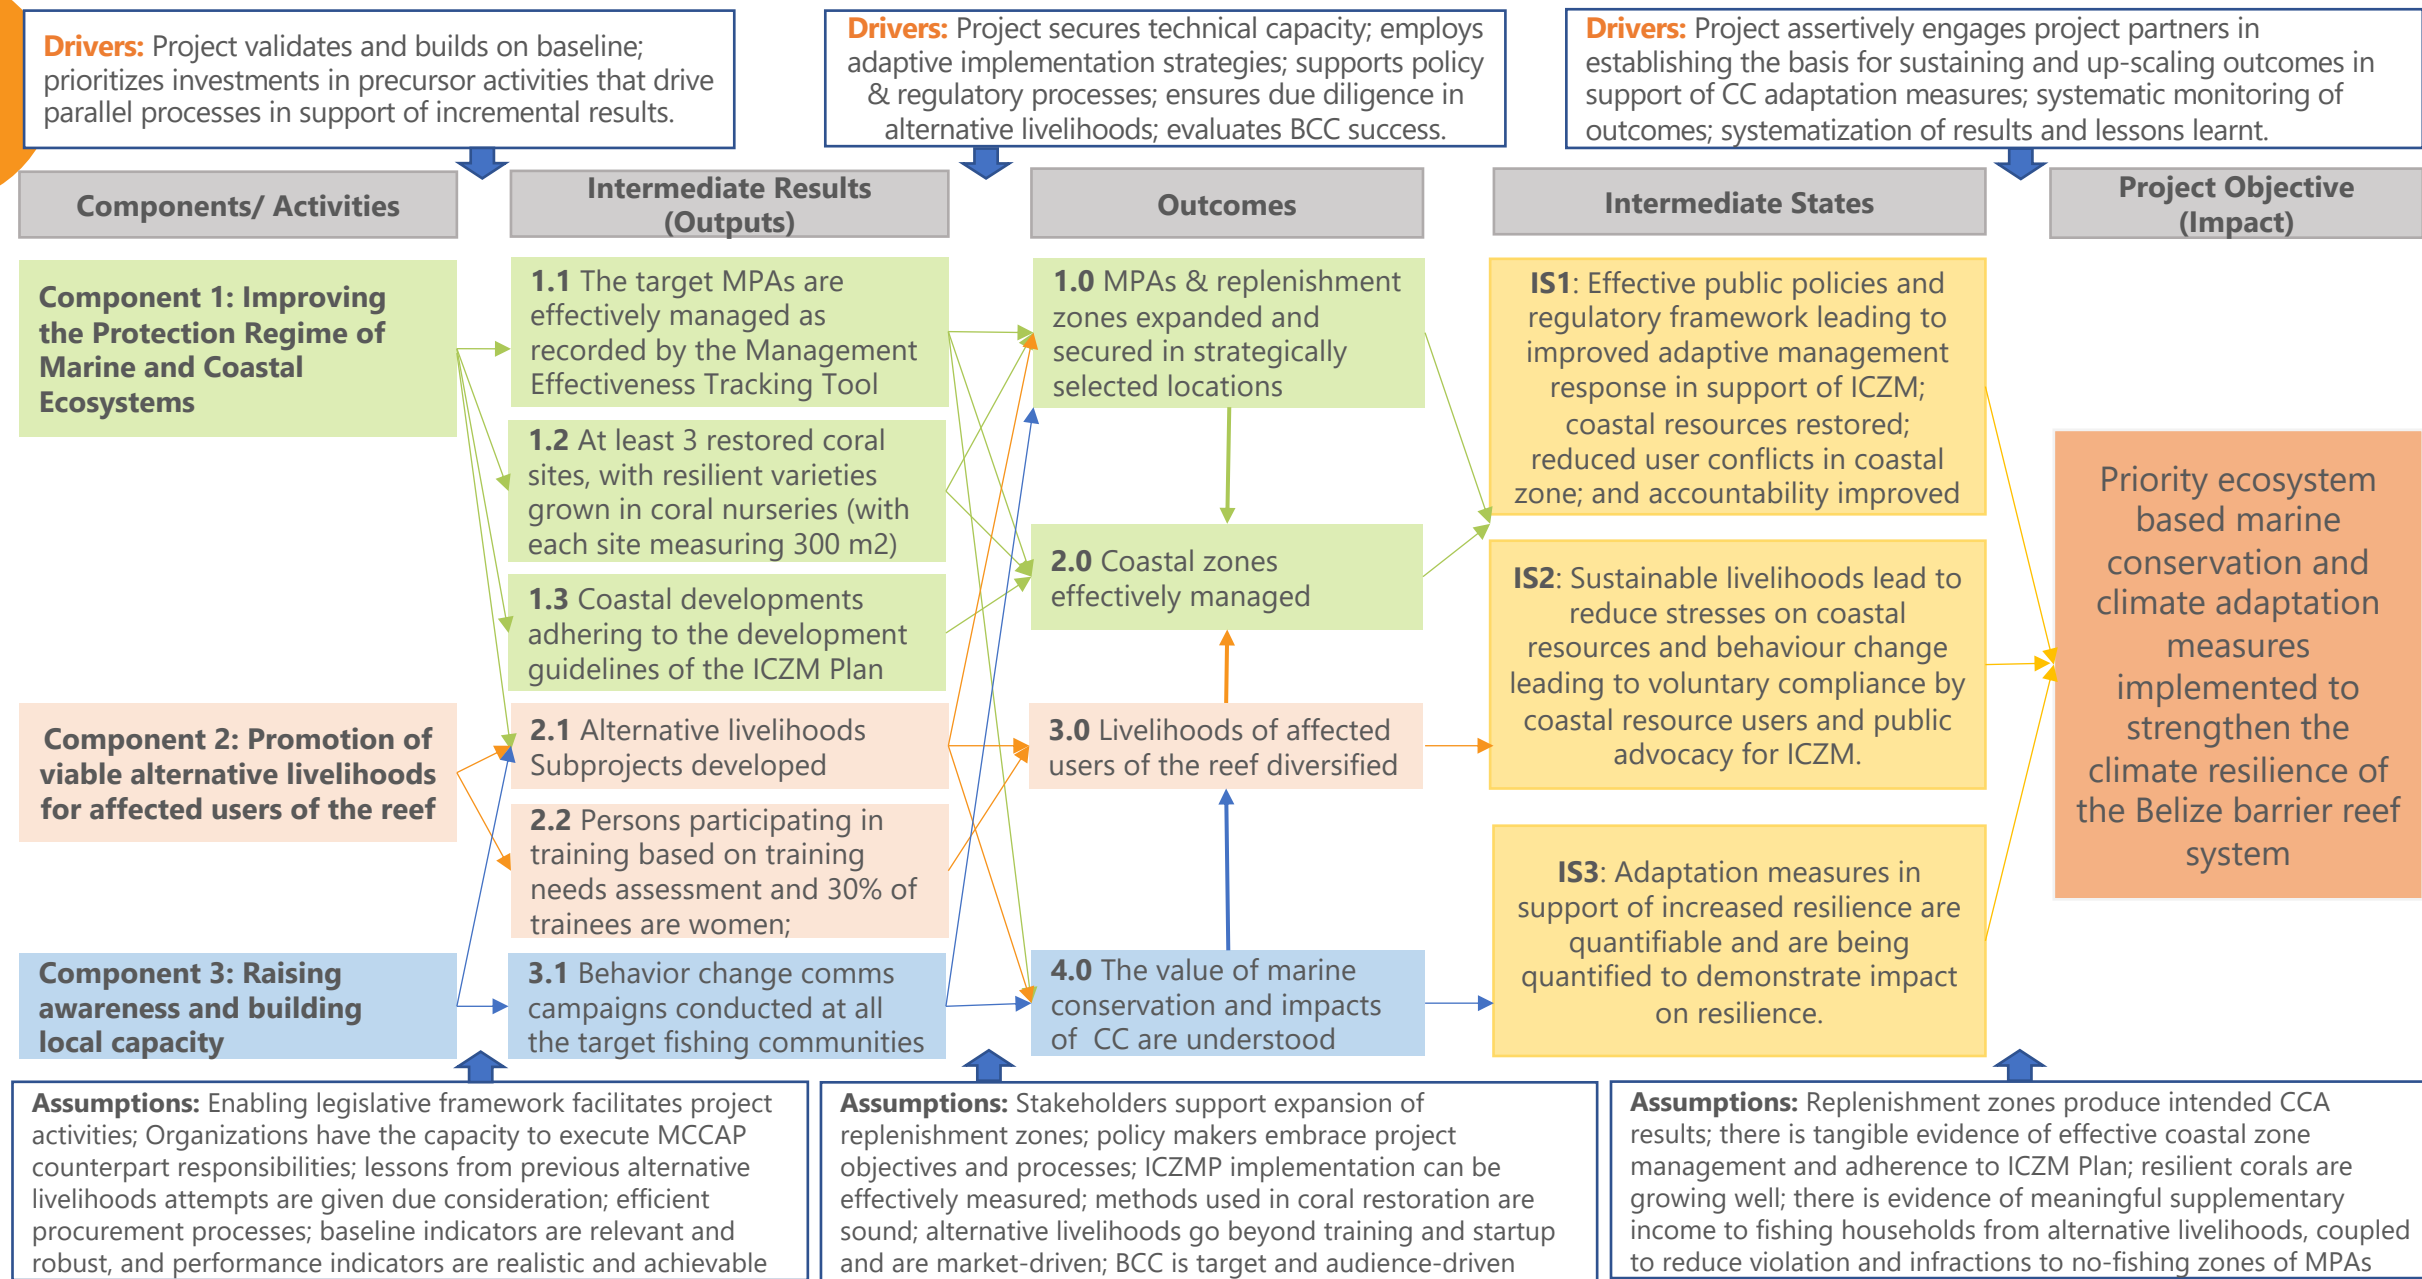 Drivers: Project validates and builds on baseline;
prioritizes investments in precursor activities that drive
parallel processes in support of incremental results.
Drivers: Project secures technical capacity; employs
adaptive implementation strategies; supports policy
& regulatory processes; ensures due diligence in
alternative livelihoods; evaluates BCC success.
Drivers: Project assertively engages project partners in
establishing the basis for sustaining and up-scaling outcomes in
support of CC adaptation measures; systematic monitoring of
outcomes; systematization of results and lessons learnt.
Components/ Activities
Intermediate Results
(Outputs)
Outcomes
Intermediate States
Project Objective
(Impact)
Component 1: Improving
the Protection Regime of
Marine and Coastal
Ecosystems
Component 2: Promotion of
viable alternative livelihoods
for affected users of the reef
Component 3: Raising
awareness and building
local capacity
1.1 The target MPAs are
effectively managed as
recorded by the Management
Effectiveness Tracking Tool
1.2 At least 3 restored coral
sites, with resilient varieties
grown in coral nurseries (with
each site measuring 300 m2)
1.3 Coastal developments
adhering to the development
guidelines of the ICZM Plan
2.1 Alternative livelihoods
Subprojects developed
2.2 Persons participating in
training based on training
needs assessment and 30% of
trainees are women;
3.1 Behavior change comms
campaigns conducted at all
the target fishing communities
1.0 MPAs & replenishment
zones expanded and
secured in strategically
selected locations
2.0 Coastal zones
effectively managed
3.0 Livelihoods of affected
users of the reef diversified
4.0 The value of marine
conservation and impacts
of CC are understood
IS1: Effective public policies and
regulatory framework leading to
improved adaptive management
response in support of ICZM;
coastal resources restored;
reduced user conflicts in coastal
zone; and accountability improved
IS2: Sustainable livelihoods lead to
reduce stresses on coastal
resources and behaviour change
leading to voluntary compliance by
coastal resource users and public
advocacy for ICZM.
IS3: Adaptation measures in
support of increased resilience are
quantifiable and are being
quantified to demonstrate impact
on resilience.
Priority ecosystem
based marine
conservation and
climate adaptation
measures
implemented to
strengthen the
climate resilience of
the Belize barrier reef
system
Assumptions: Enabling legislative framework facilitates project
activities; Organizations have the capacity to execute MCCAP
counterpart responsibilities; lessons from previous alternative
livelihoods attempts are given due consideration; efficient
procurement processes; baseline indicators are relevant and
robust, and performance indicators are realistic and achievable
Assumptions: Stakeholders support expansion of
replenishment zones; policy makers embrace project
objectives and processes; ICZMP implementation can be
effectively measured; methods used in coral restoration are
sound; alternative livelihoods go beyond training and startup
and are market-driven; BCC is target and audience-driven
Assumptions: Replenishment zones produce intended CCA
results; there is tangible evidence of effective coastal zone
management and adherence to ICZM Plan; resilient corals are
growing well; there is evidence of meaningful supplementary
income to fishing households from alternative livelihoods, coupled
to reduce violation and infractions to no-fishing zones of MPAs